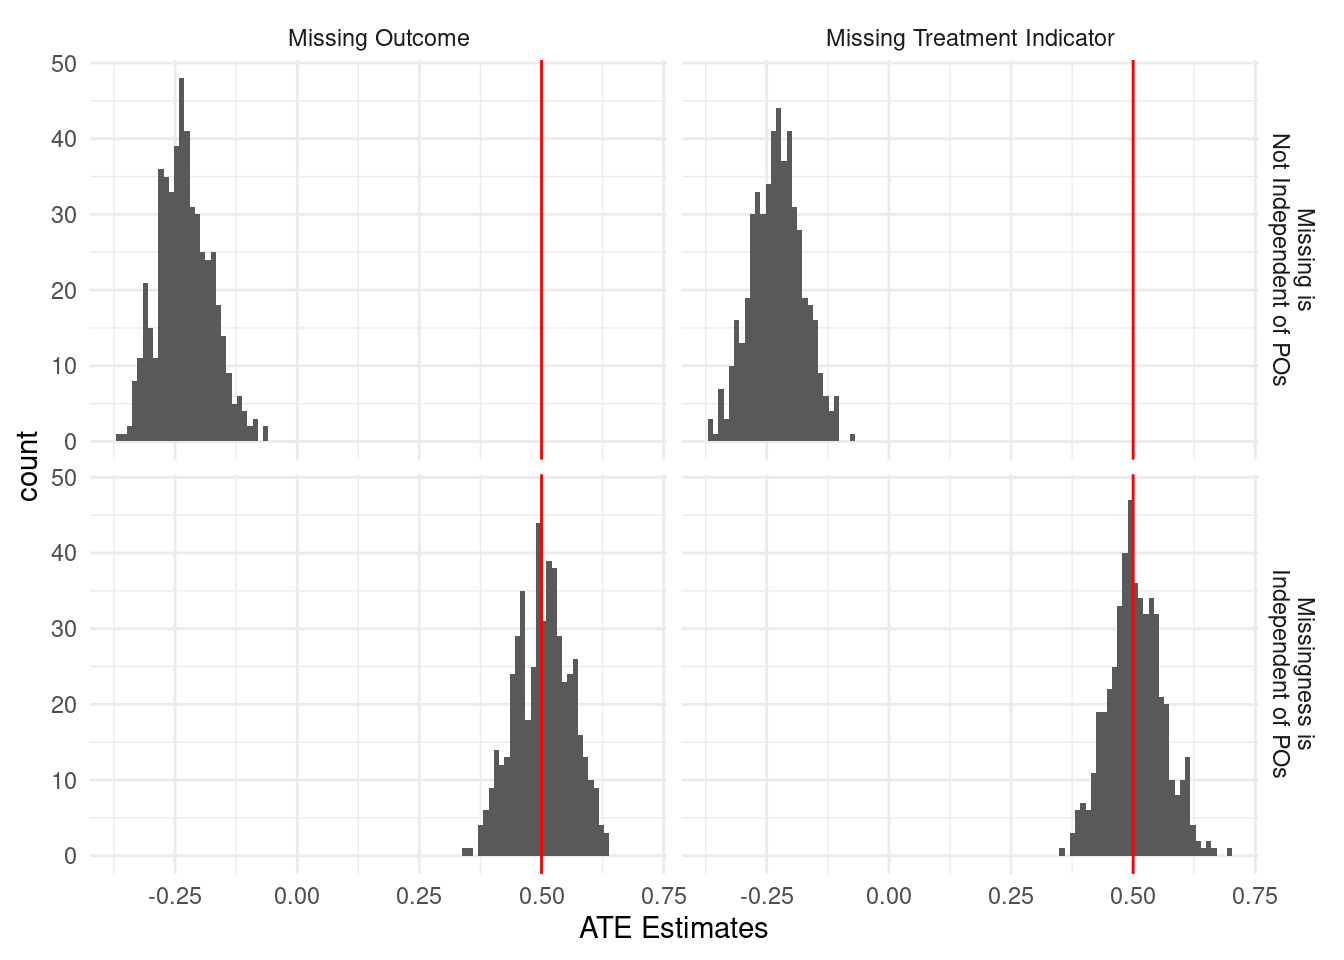 Missing Outcome
Missing Treatment Indicator
50
40
30
20
10
0
Missing is
Not Independent of POs
count
50
40
30
20
10
0
Missingness is
Independent of POs
-0.25 0.00 0.25 0.50 0.75 -0.25 0.00 0.25 0.50 0.75
ATE Estimates